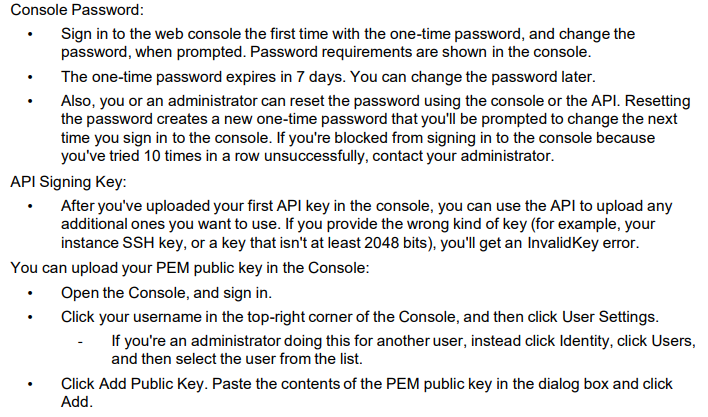 Console Password:
• Sign in to the web console the first time with the one-time password, and change the
password, when prompted. Password requirements are shown in the console.
• The one-time password expires in 7 days. You can change the password later.
• Also, you or an administrator can reset the password using the console or the API. Resetting
the password creates a new one-time password that you'll be prompted to change the next
time you sign in to the console. If you're blocked from signing in to the console because
you've tried 10 times in a row unsuccessfully, contact your administrator.
API Signing Key:
• After you've uploaded your first API key in the console, you can use the API to upload any
additional ones you want to use. If you provide the wrong kind of key (for example, your
instance SSH key, or a key that isn't at least 2048 bits), you'll get an InvalidKey error.
You can upload your PEM public key in the Console:
• Open the Console, and sign in.
• Click your username in the top-right corner of the Console, and then click User Settings.
- If you're an administrator doing this for another user, instead click Identity, click Users,
and then select the user from the list.
• Click Add Public Key. Paste the contents of the PEM public key in the dialog box and click
Add.